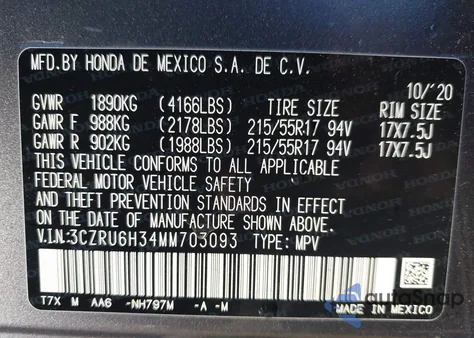 MFD.BY HONDA DE MEXICO S.A. DE C.V.
10/'20
GVWR 1890KG (4166LBS) TIRE SIZE RIM SIZE
GAWR F 988KG (2178LBS) 215/55R17 94V 17X7.5J
GAWR R 902KG (1988LBS) 215/55R17 94V 17X7.5J
THIS VEHICLE CONFORMS TO ALL APPLICABLE
FEDERAL MOTOR VEHICLE SAFETY
AND THEFT PREVENTION STANDARDS IN EFFECT
ON THE DATE OF MANUFACTURE SHOWN ABOVE.
V.I.N:3CZRU6H34MM703093 TYPE: MPV
T7X M AA6 -NH797M -A -M
MADE IN MEXICO
autoSnap